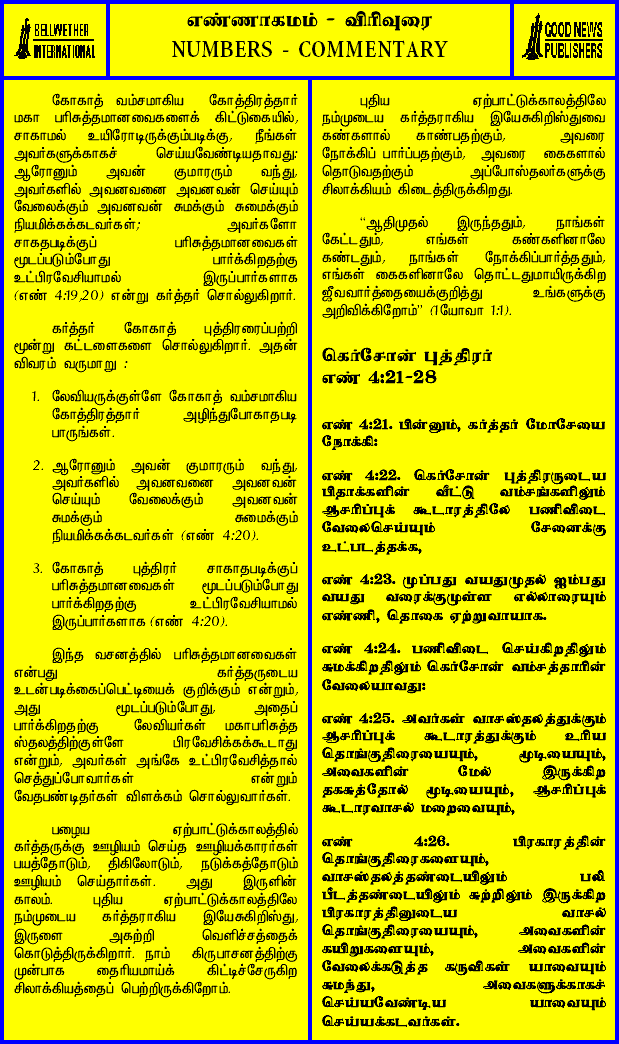 BELLWETHER
INTERNATIONAL
எண்ணாகமம் - விரிவுரை
NUMBERS - COMMENTARY
GOOD NEWS
PUBLISHERS
கோகாத் வம்சமாகிய கோத்திரத்தார்
மகா பரிசுத்தமானவைகளைக் கிட்டுகையில்,
சாகாமல் உயிரோடிருக்கும்படிக்கு, நீங்கள்
அவர்களுக்காகச் செய்யவேண்டியதாவது:
ஆரோனும் அவன் குமாரரும் வந்து,
அவர்களில் அவனவனை அவனவன் செய்யும்
வேலைக்கும் அவனவன் சுமக்கும் சுமைக்கும்
நியமிக்கக்கடவர்கள்; அவர்களோ
சாகதபடிக்குப் பரிசுத்தமானவைகள்
மூடப்படும்போது பார்க்கிறதற்கு
உட்பிரவேசியாமல் இருப்பார்களாக
(எண் 4:19,20) என்று கர்த்தர் சொல்லுகிறார்.
கர்த்தர் கோகாத் புத்திரரைப்பற்றி
மூன்று கட்டளைகளை சொல்லுகிறார். அதன்
விவரம் வருமாறு :
1. லேவியருக்குள்ளே கோகாத் வம்சமாகிய
கோத்திரத்தார் அழிந்துபோகாதபடி
பாருங்கள்.
2. ஆரோனும் அவன் குமாரரும் வந்து,
அவர்களில் அவனவனை அவனவன்
செய்யும் வேலைக்கும் அவனவன்
சுமக்கும் சுமைக்கும்
நியமிக்கக்கடவர்கள் (எண் 4:20).
3. கோகாத் புத்திரர் சாகாதபடிக்குப்
பரிசுத்தமானவைகள் மூடப்படும்போது
பார்க்கிறதற்கு உட்பிரவேசியாமல்
இருப்பார்களாக (எண் 4:20).
இந்த வசனத்தில் பரிசுத்தமானவைகள்
என்பது கர்த்தருடைய
உடன்படிக்கைப்பெட்டியைக் குறிக்கும் என்றும்,
அது மூடப்படும்போது, அதைப்
பார்க்கிறதற்கு லேவியர்கள் மகாபரிசுத்த
ஸ்தலத்திற்குள்ளே பிரவேசிக்கக்கூடாது
என்றும், அவர்கள் அங்கே உட்பிரவேசித்தால்
செத்துப்போவார்கள் என்றும்
வேதபண்டிதர்கள் விளக்கம் சொல்லுவார்கள்.
பழைய ஏற்பாட்டுக்காலத்தில்
கர்த்தருக்கு ஊழியம் செய்த ஊழியக்காரர்கள்
பயத்தோடும், திகிலோடும், நடுக்கத்தோடும்
ஊழியம் செய்தார்கள். அது இருளின்
காலம். புதிய ஏற்பாட்டுக்காலத்திலே
நம்முடைய கர்த்தராகிய இயேசுகிறிஸ்து,
இருளை அகற்றி வெளிச்சத்தைக்
கொடுத்திருக்கிறார். நாம் கிருபாசனத்திற்கு
முன்பாக தைரியமாய்க் கிட்டிச்சேருகிற
சிலாக்கியத்தைப் பெற்றிருக்கிறோம்.
புதிய ஏற்பாட்டுக்காலத்திலே
நம்முடைய கர்த்தராகிய இயேசுகிறிஸ்துவை
கண்களால் காண்பதற்கும், அவரை
நோக்கிப் பார்ப்பதற்கும், அவரை கைகளால்
தொடுவதற்கும் அப்போஸ்தலர்களுக்கு
சிலாக்கியம் கிடைத்திருக்கிறது.
“ஆதிமுதல் இருந்ததும், நாங்கள்
கேட்டதும், எங்கள் கண்களினாலே
கண்டதும், நாங்கள் நோக்கிப்பார்த்ததும்,
எங்கள் கைகளினாலே தொட்டதுமாயிருக்கிற
ஜீவவார்த்தையைக்குறித்து உங்களுக்கு
அறிவிக்கிறோம்” (1யோவா 1:1).
கெர்சோன் புத்திரர்
எண் 4:21-28
எண் 4:21. பின்னும், கர்த்தர் மோசேயை
நோக்கி:
எண் 4:22. கெர்சோன் புத்திரருடைய
பிதாக்களின் வீட்டு வம்சங்களிலும்
ஆசரிப்புக் கூடாரத்திலே பணிவிடை
வேலைசெய்யும் சேனைக்கு
உட்படத்தக்க,
எண் 4:23. முப்பது வயதுமுதல் ஐம்பது
வயது வரைக்குமுள்ள எல்லாரையும்
எண்ணி, தொகை ஏற்றுவாயாக.
எண் 4:24. பணிவிடை செய்கிறதிலும்
சுமக்கிறதிலும் கெர்சோன் வம்சத்தாரின்
வேலையாவது:
எண் 4:25. அவர்கள் வாசஸ்தலத்துக்கும்
ஆசரிப்புக் கூடாரத்துக்கும் உரிய
தொங்குதிரையையும், மூடியையும்,
அவைகளின் மேல் இருக்கிற
தகசுத்தோல் மூடியையும், ஆசரிப்புக்
கூடாரவாசல் மறைவையும்,
எண் 4:26. பிரகாரத்தின்
தொங்குதிரைகளையும்,
வாசஸ்தலத்தண்டையிலும் பலி
பீடத்தண்டையிலும் சுற்றிலும் இருக்கிற
பிரகாரத்தினுடைய வாசல்
தொங்குதிரையையும், அவைகளின்
கயிறுகளையும், அவைகளின்
வேலைக்கடுத்த கருவிகள் யாவையும்
சுமந்து, அவைகளுக்காகச்
செய்யவேண்டிய யாவையும்
செய்யக்கடவர்கள்.